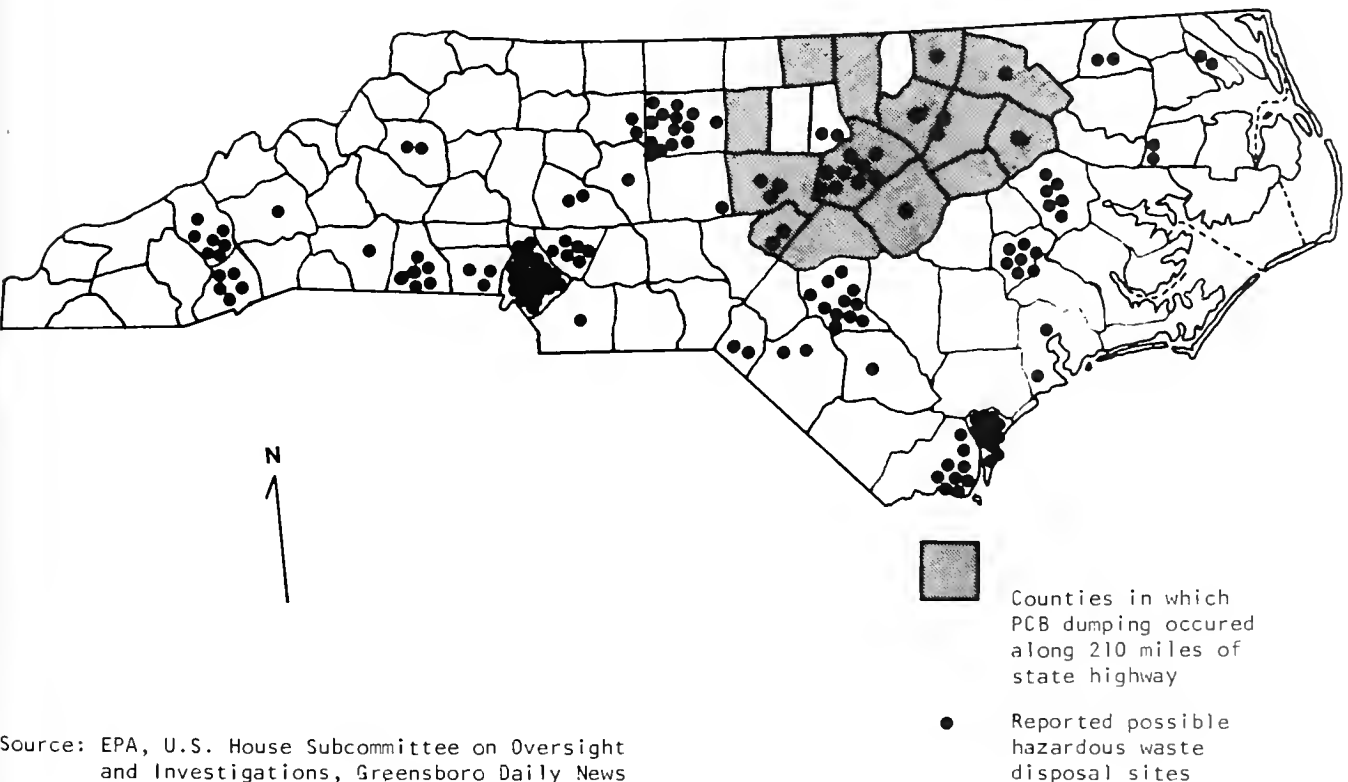 N
Counties in which
PCB dumping occured
along 210 miles of
state highway
Reported possible
hazardous waste
disposal sites
Source: EPA, U.S. House Subcommittee on Oversight
and Investigations, Greensboro Daily News